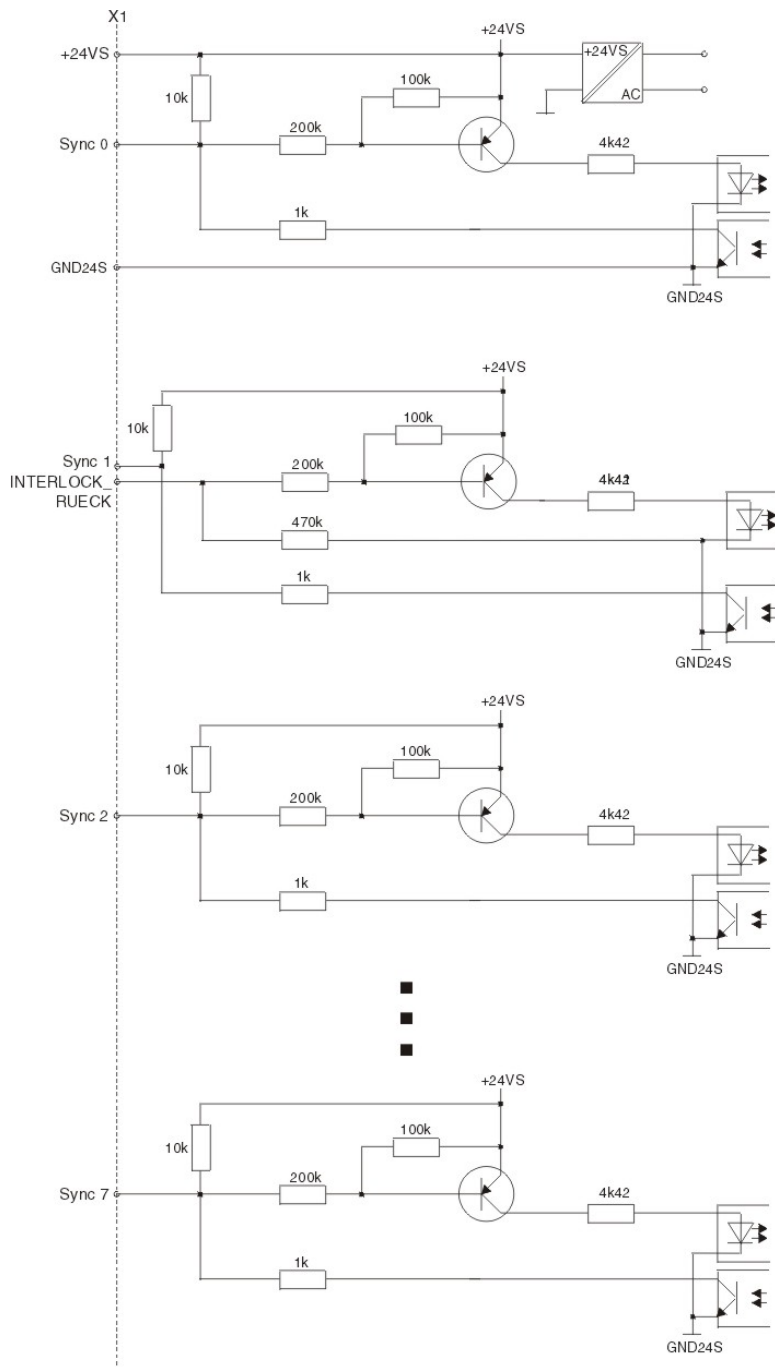 X1
+24VS
+24VS
+24VS
AC
10k
100k
200k
Sync 0
4k42
1k
GND24S
GND24S
+24VS
10k
100k
Sync 1
200k
INTERLOCK_
RUECK
470k
1k
GND24S
+24VS
10k
100k
200k
Sync 2
4k42
1k
GND24S
+24VS
10k
100k
200k
Sync 7
4k42
1k
GND24S